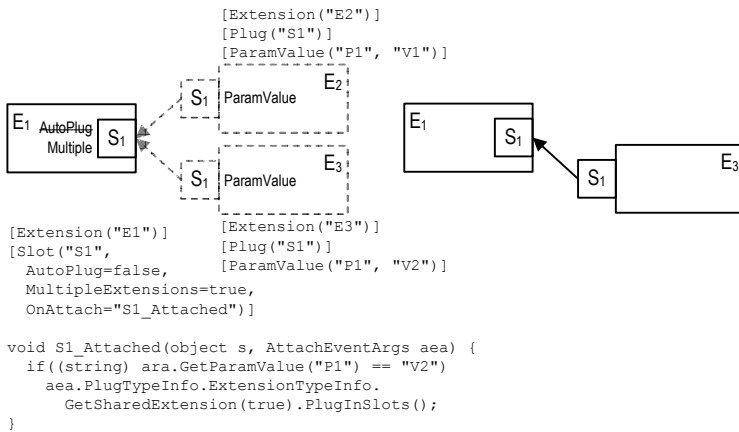 [Extension("E2")]
[Plug("S1")]
[ParamValue("P1", "V1")]
S1 ParamValue E2
E1 AutoPlug S1
Multiple
S1 ParamValue E3
[Extension("E3")]
[Plug("S1")]
[ParamValue("P1", "V2")]
E1 S1
S1 E3
[Extension("E1")]
[Slot("S1",
AutoPlug=false,
MultipleExtensions=true,
OnAttach="S1_Attached")]
void S1_Attached(object s, AttachEventArgs aea) {
if((string) ara.GetParamValue("P1") == "V2")
aea.PlugTypeInfo.ExtensionTypeInfo.
GetSharedExtension(true).PlugInSlots();
}